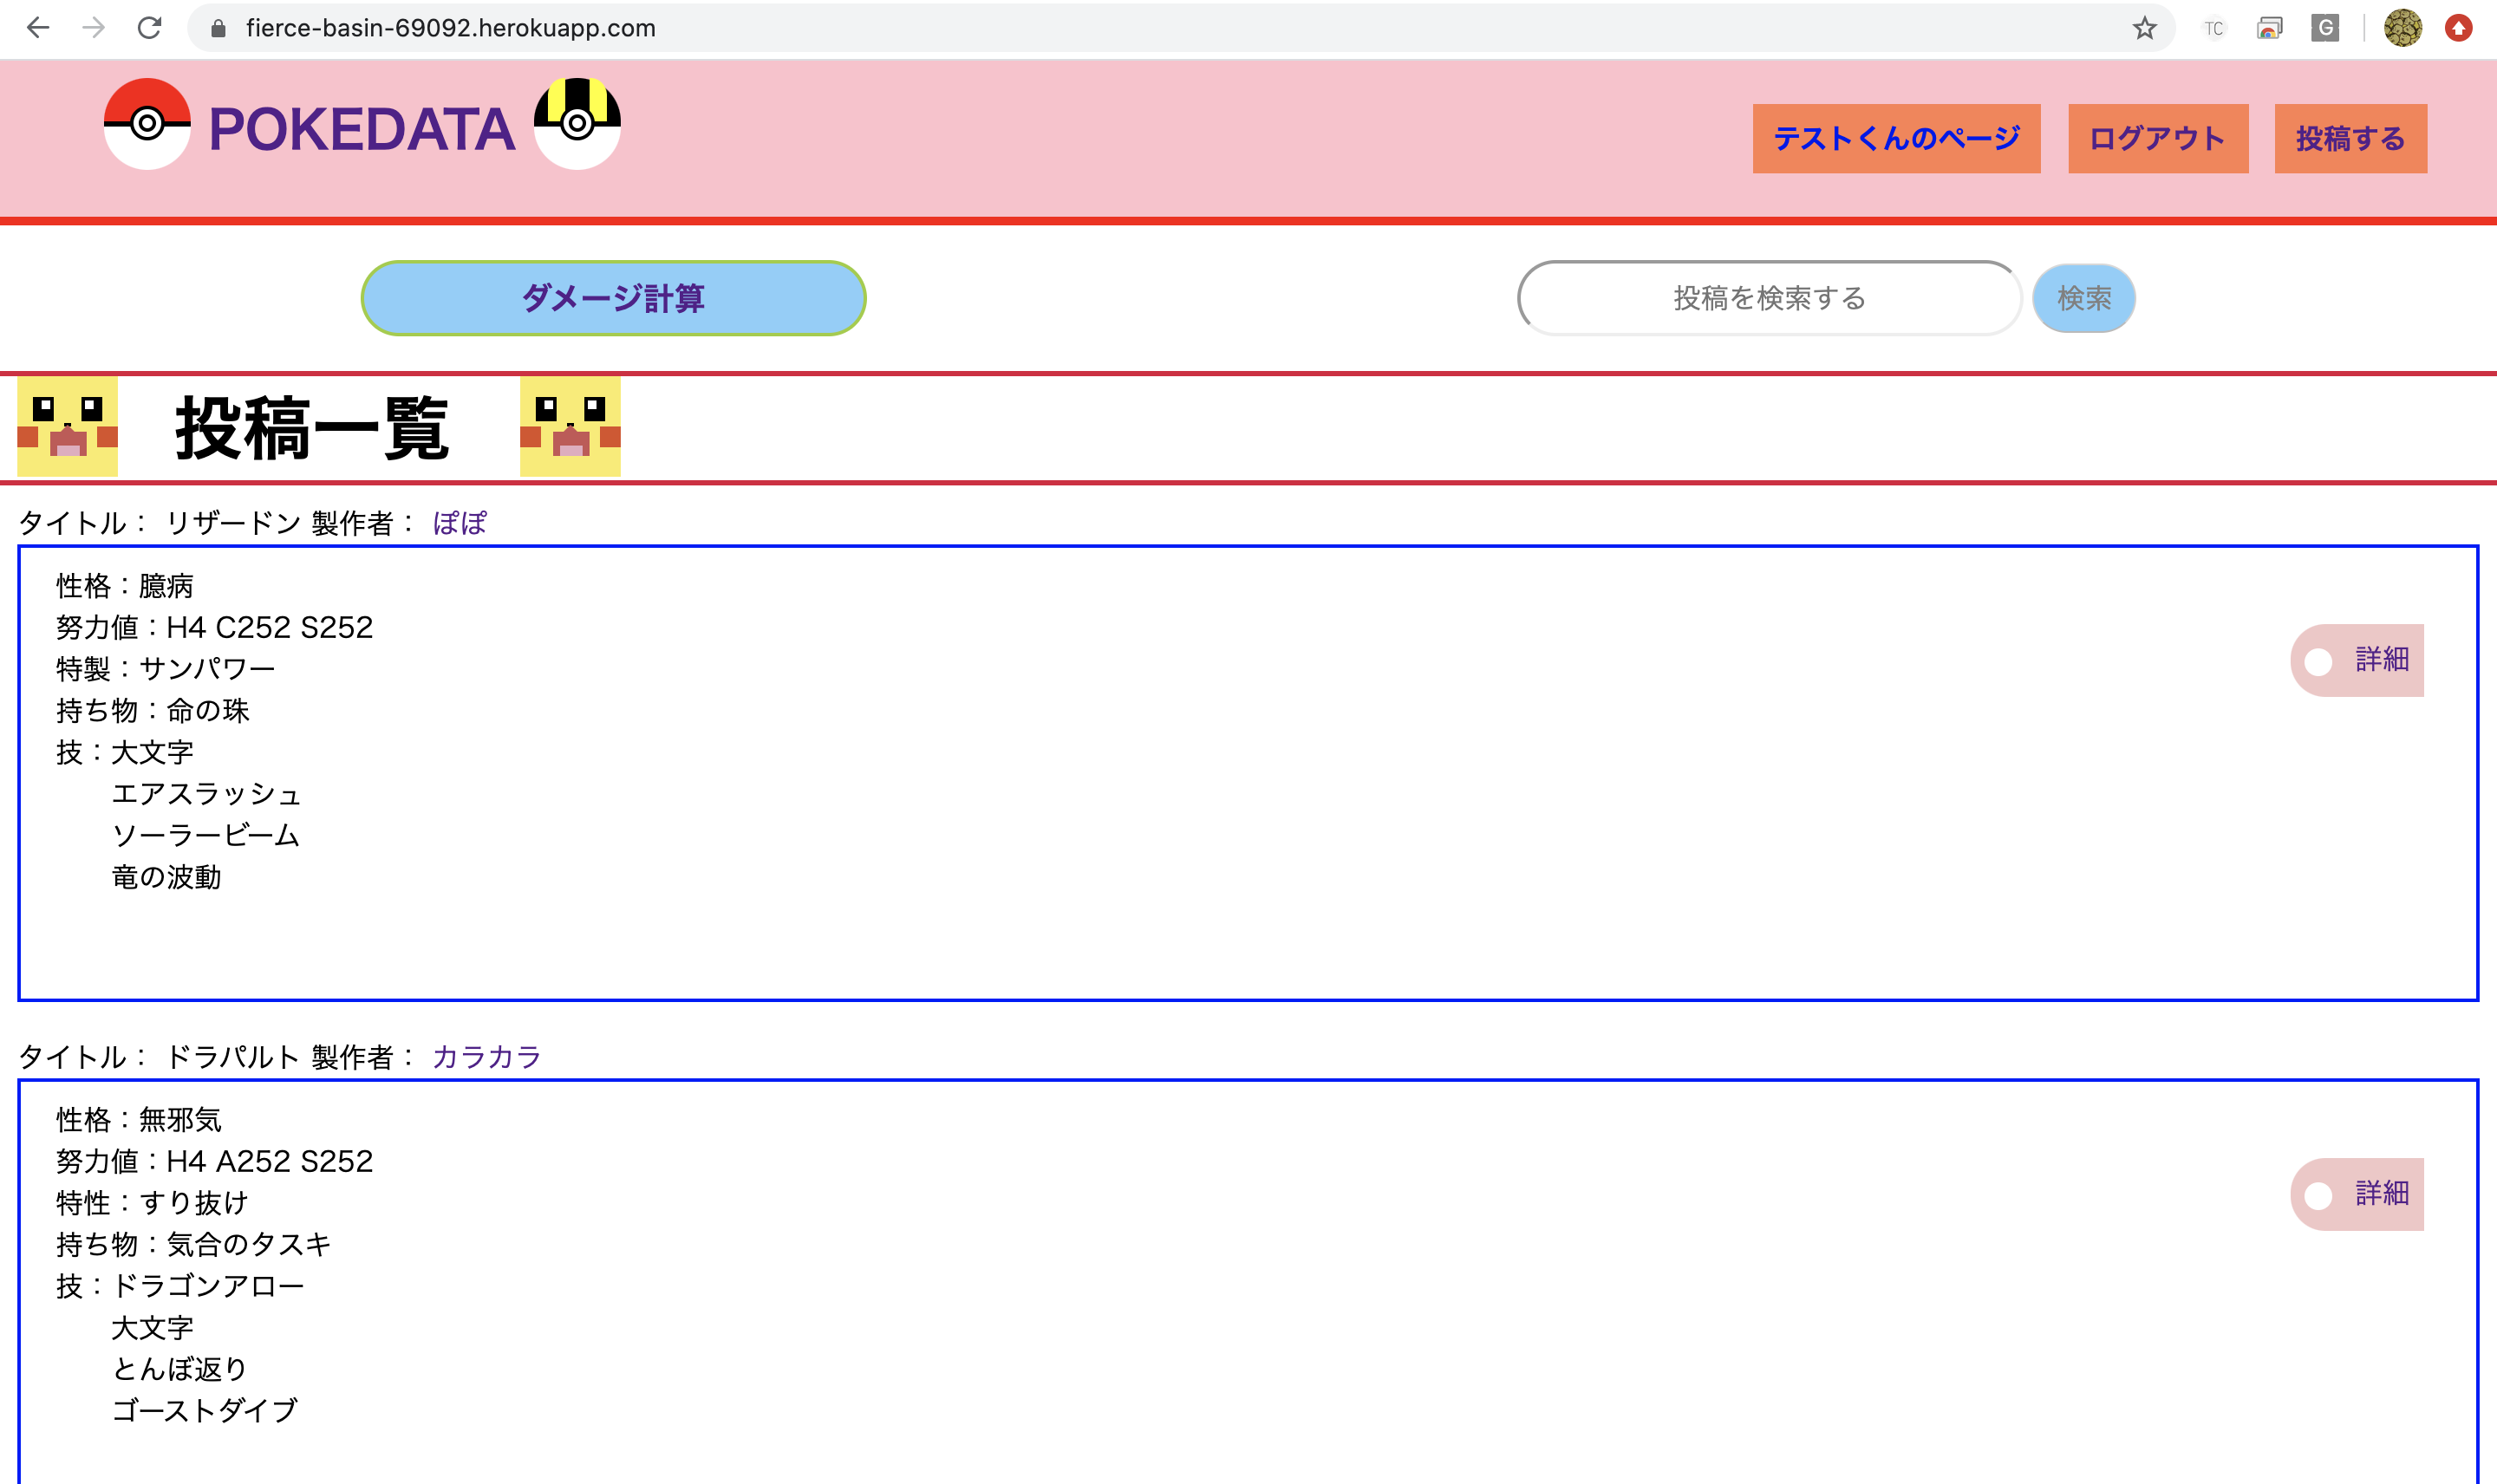 fierce-basin-69092.herokuapp.com
TC
G
POKEDATA
テストくんのページ ログアウト 投稿する
ダメージ計算 投稿を検索する 検索
投稿一覧
タイトル： リザードン 製作者： ぽぽ
性格：臆病
努力値：H4 C252 S252
特製：サンパワー
詳細
持ち物：命の珠
技：大文字
エアスラッシュ
ソーラービーム
竜の波動
タイトル： ドラパルト 製作者： カラカラ
性格：無邪気
努力値：H4 A252 S252
特性：すり抜け
詳細
持ち物：気合のタスキ
技：ドラゴンアロー
大文字
とんぼ返り
ゴーストダイブ